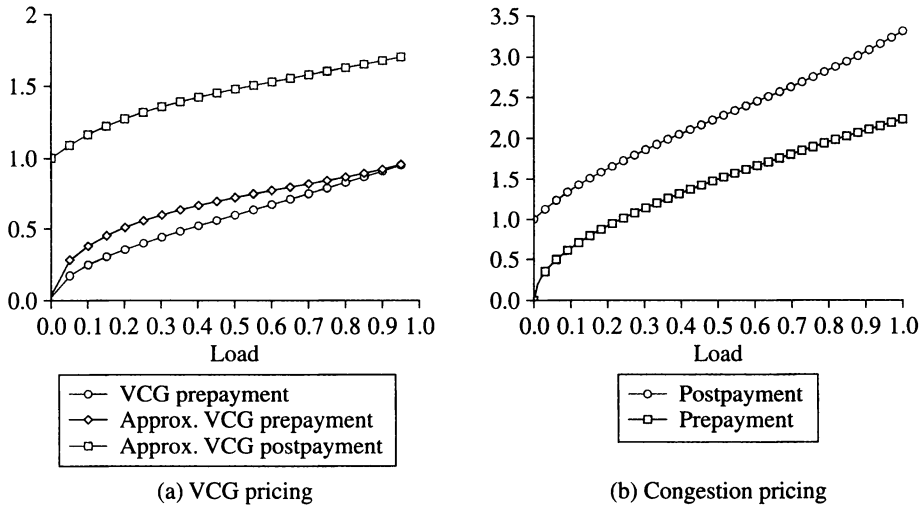 2
1.5
1.0
0.5
0.0
0.0 0.1 0.2 0.3 0.4 0.5 0.6 0.7 0.8 0.9 1.0
Load
VCG prepayment
Approx. VCG prepayment
Approx. VCG postpayment
(a) VCG pricing
3.5
3.0
2.5
2.0
1.5
1.0
0.5
0.0
0.0 0.1 0.2 0.3 0.4 0.5 0.6 0.7 0.8 0.9 1.0
Load
Postpayment
Prepayment
(b) Congestion pricing